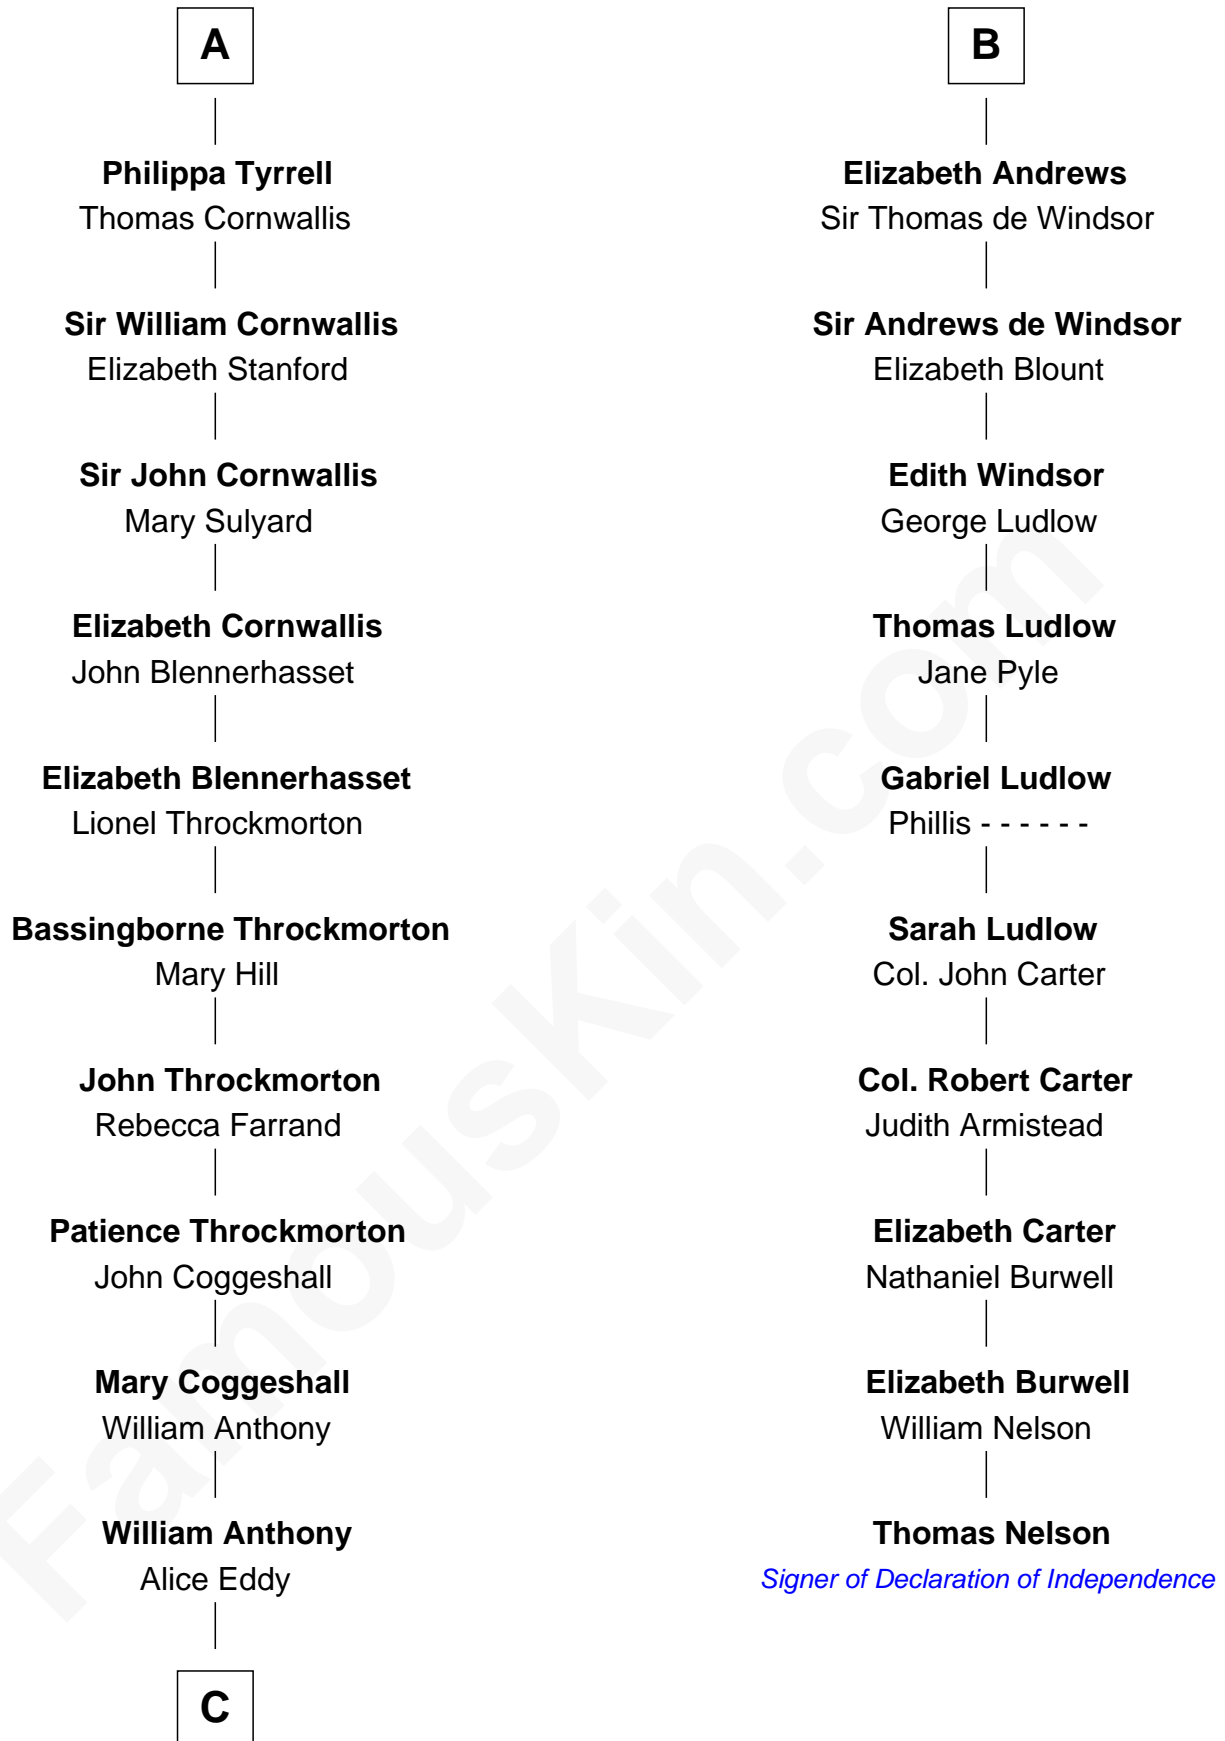 A
Philippa Tyrrell
Thomas Cornwallis
Sir William Cornwallis
Elizabeth Stanford
Sir John Cornwallis
Mary Sulyard
Elizabeth Cornwallis
John Blennerhasset
Elizabeth Blennerhasset
Lionel Throckmorton
Bassingborne Throckmorton
Mary Hill
John Throckmorton
Rebecca Farrand
Patience Throckmorton
John Coggeshall
Mary Coggeshall
William Anthony
William Anthony
Alice Eddy
C
B
Elizabeth Andrews
Sir Thomas de Windsor
Sir Andrews de Windsor
Elizabeth Blount
Edith Windsor
George Ludlow
Thomas Ludlow
Jane Pyle
Gabriel Ludlow
Phillis - - - - - -
Sarah Ludlow
Col. John Carter
Col. Robert Carter
Judith Armistead
Elizabeth Carter
Nathaniel Burwell
Elizabeth Burwell
William Nelson
Thomas Nelson
Signer of Declaration of Independence
FamousKin.com